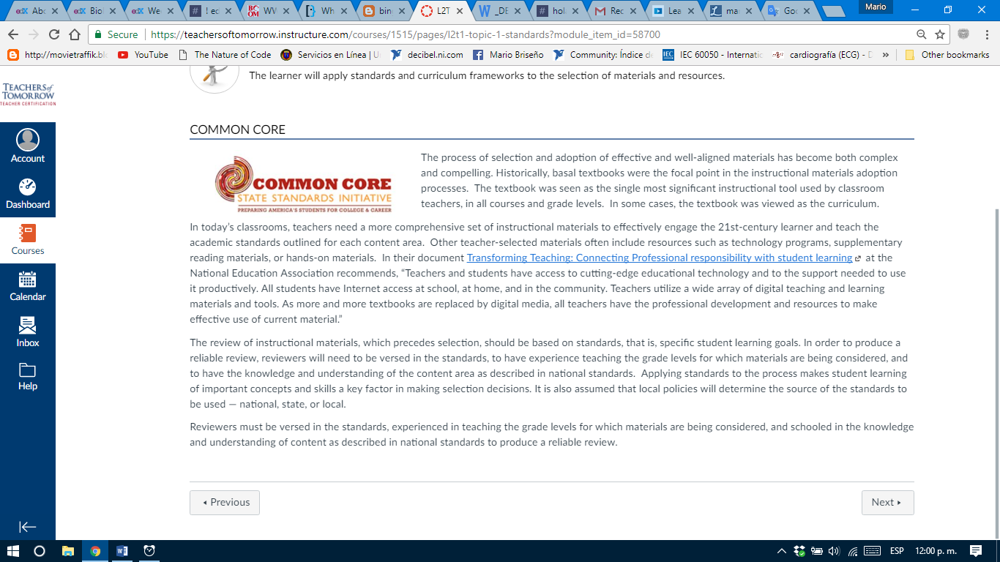 edX Abo
edX Biol
edX We
# ! ed
BC OM WV
Wh
bin
L2T
W _DE
# hola
Rec
Lea
mar
Goo
Mario
Secure | https://teachersoftomorrow.instructure.com/courses/1515/pages/l2t1-topic-1-standards?module_item_id=58700
http://movietraffik.bl
YouTube
The Nature of Code
Servicios en Línea | U
decibel.ni.com
Mario Briseño
Community: Índice de
IEC IEC 60050 - Internatio
cardiografía (ECG) - D
»
Other bookmarks
TEACHERS of
TOMORROW
TEACHER CERTIFICATION
Account
Dashboard
Courses
Calendar
Inbox
Help
The learner will apply standards and curriculum frameworks to the selection of materials and resources.
COMMON CORE
COMMON CORE
STATE STANDARDS INITIATIVE
PREPARING AMERICA'S STUDENTS FOR COLLEGE & CAREER
The process of selection and adoption of effective and well-aligned materials has become both complex
and compelling. Historically, basal textbooks were the focal point in the instructional materials adoption
processes. The textbook was seen as the single most significant instructional tool used by classroom
teachers, in all courses and grade levels. In some cases, the textbook was viewed as the curriculum.
In today's classrooms, teachers need a more comprehensive set of instructional materials to effectively engage the 21st-century learner and teach the
academic standards outlined for each content area. Other teacher-selected materials often include resources such as technology programs, supplementary
reading materials, or hands-on materials. In their document Transforming Teaching: Connecting Professional responsibility with student learning at the
National Education Association recommends, “Teachers and students have access to cutting-edge educational technology and to the support needed to use
it productively. All students have Internet access at school, at home, and in the community. Teachers utilize a wide array of digital teaching and learning
materials and tools. As more and more textbooks are replaced by digital media, all teachers have the professional development and resources to make
effective use of current material.”
The review of instructional materials, which precedes selection, should be based on standards, that is, specific student learning goals. In order to produce a
reliable review, reviewers will need to be versed in the standards, to have experience teaching the grade levels for which materials are being considered, and
to have the knowledge and understanding of the content area as described in national standards. Applying standards to the process makes student learning
of important concepts and skills a key factor in making selection decisions. It is also assumed that local policies will determine the source of the standards to
be used — national, state, or local.
Reviewers must be versed in the standards, experienced in teaching the grade levels for which materials are being considered, and schooled in the knowledge
and understanding of content as described in national standards to produce a reliable review.
Previous
Next
ESP
12:00 p. m.